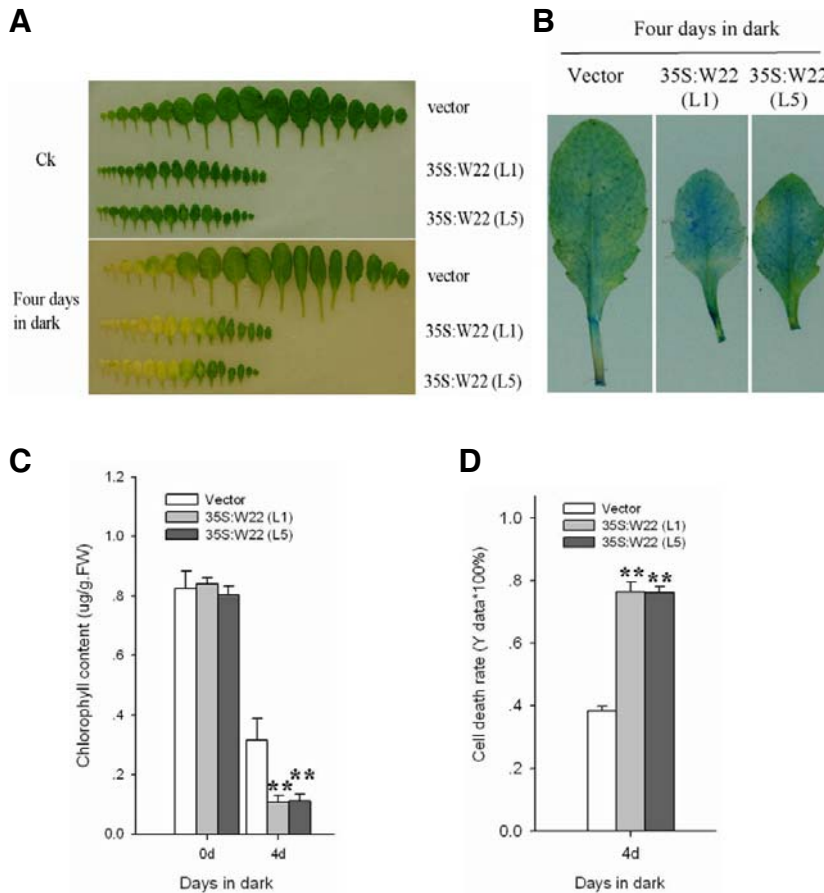 A
Ck
vector
35S:W22 (L1)
35S:W22 (L5)
Four days
in dark
vector
35S:W22 (L1)
35S:W22 (L5)
B
Four days in dark
Vector
35S:W22
(L1)
35S:W22
(L5)
C
Chlorophyll content (ug/g.FW)
1.2
1.0
.8
.6
.4
.2
0.0
Vector
35S:W22 (L1)
35S:W22 (L5)
**
**
0d
4d
Days in dark
D
Cell death rate (Y data*100%)
1.0
.8
.6
.4
.2
0.0
Vector
35S:W22 (L1)
35S:W22 (L5)
**
**
4d
Days in dark